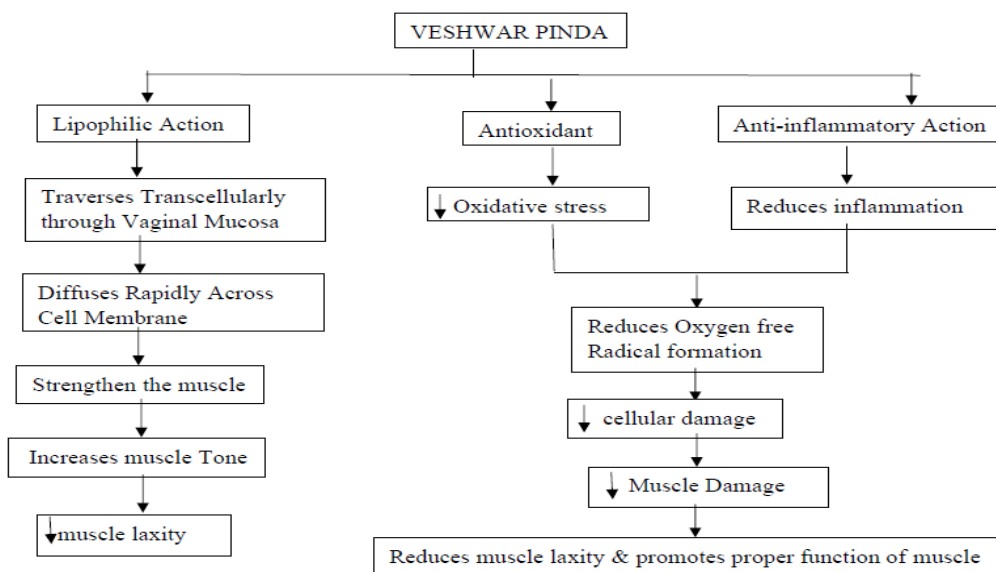 VESHWAR PINDA
Lipophilic Action
Antioxidant
Anti-inflammatory Action
Traverses Transcellularly
through Vaginal Mucosa
↓ Oxidative stress
Reduces inflammation
Diffuses Rapidly Across
Cell Membrane
Reduces Oxygen free
Radical formation
Strengthen the muscle
↓ cellular damage
Increases muscle Tone
↓ Muscle Damage
↓muscle laxity
Reduces muscle laxity & promotes proper function of muscle